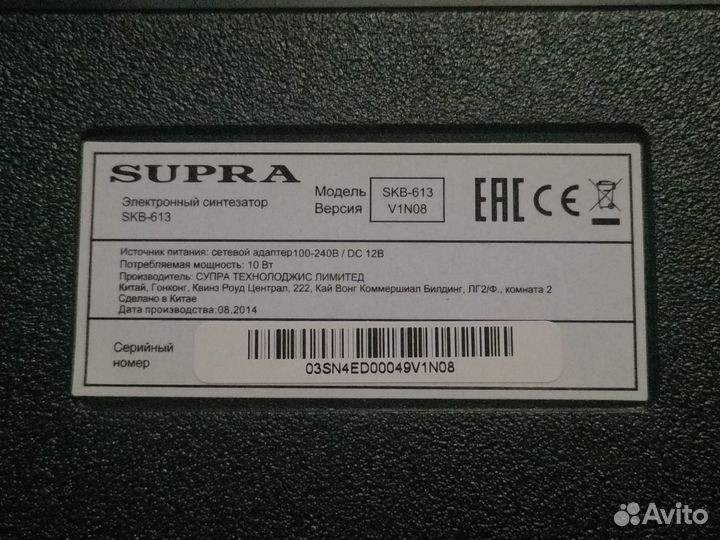 SUPRA
Электронный синтезатор
SKB-613
Модель SKB-613
Версия V1N08
EAC CE
Источник питания: сетевой адаптер100-240В / DC 12В
Потребляемая мощность: 10 Вт
Производитель: СУПРА ТЕХНОЛОДЖИС ЛИМИТЕД
Китай, Гонконг, Квинз Роуд Централ, 222, Кай Вонг Коммершиал Билдинг, ЛГ2/Ф., комната 2
Сделано в Китае
Дата производства:08.2014
Серийный
номер
03SN4ED00049V1N08
Avito